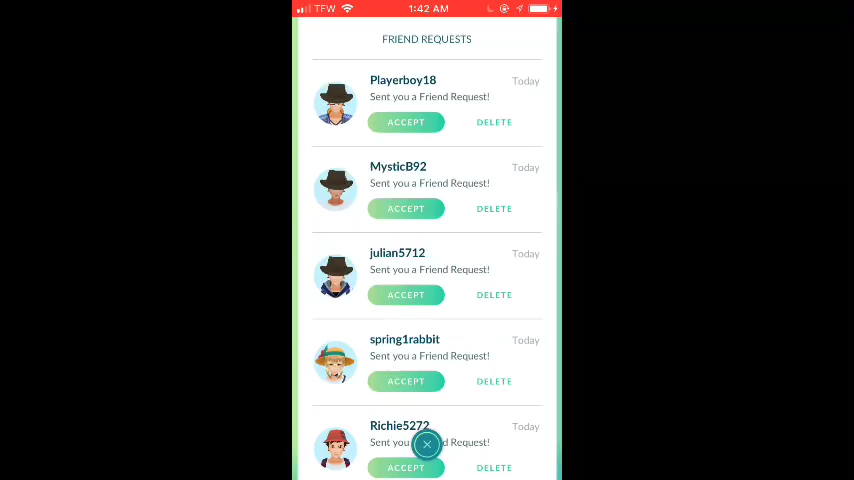 TFW 1:42 AM
FRIEND REQUESTS
Playerboy18 Today
Sent you a Friend Request!
ACCEPT DELETE
MysticB92 Today
Sent you a Friend Request!
ACCEPT DELETE
julian5712 Today
Sent you a Friend Request!
ACCEPT DELETE
spring1rabbit Today
Sent you a Friend Request!
ACCEPT DELETE
Richie5272 Today
Sent you d Request!
ACCEPT DELETE